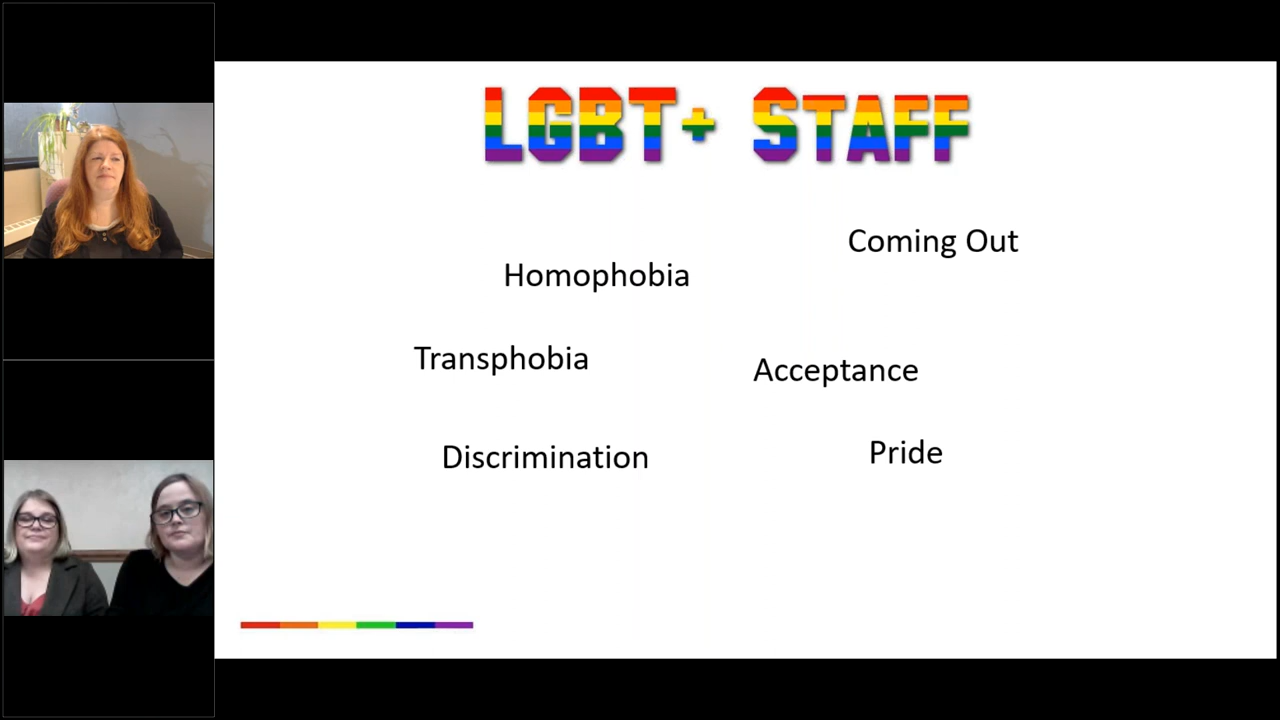 LGBT+ STAFF
Coming Out
Homophobia
Transphobia
Acceptance
Discrimination
Pride